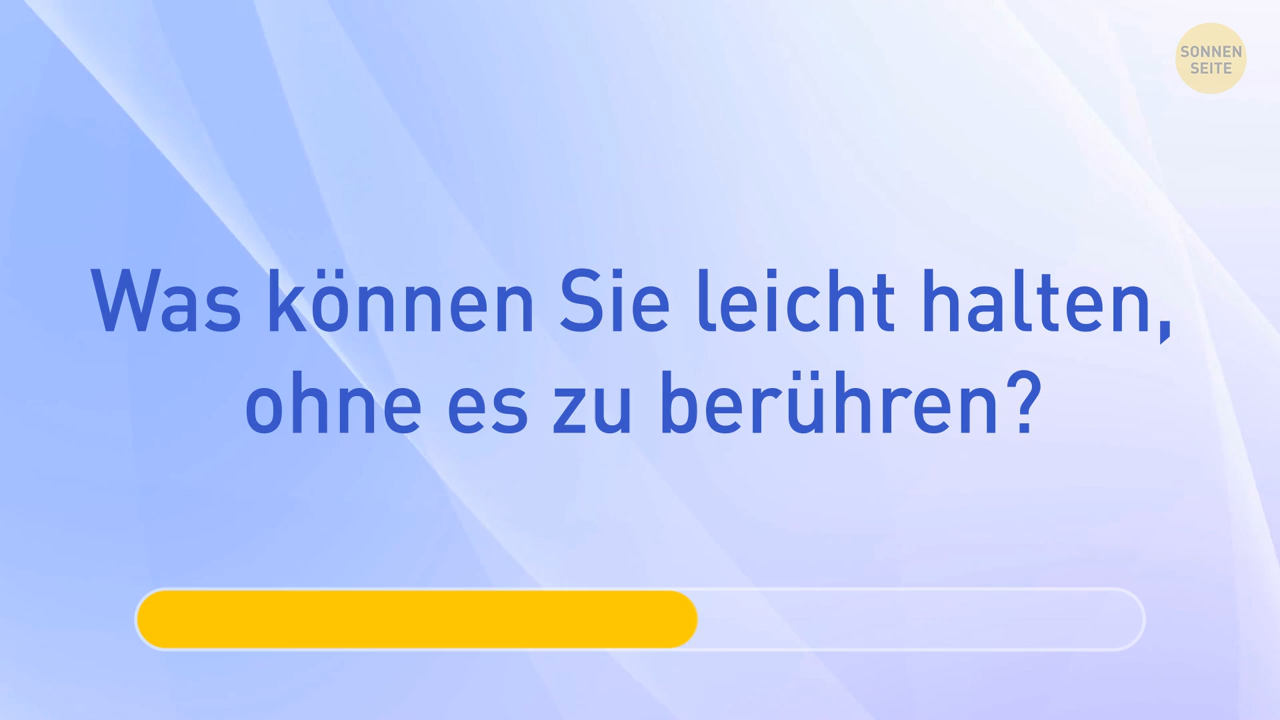 SONNEN
SEITE
Was können Sie leicht halten,
ohne es zu berühren?